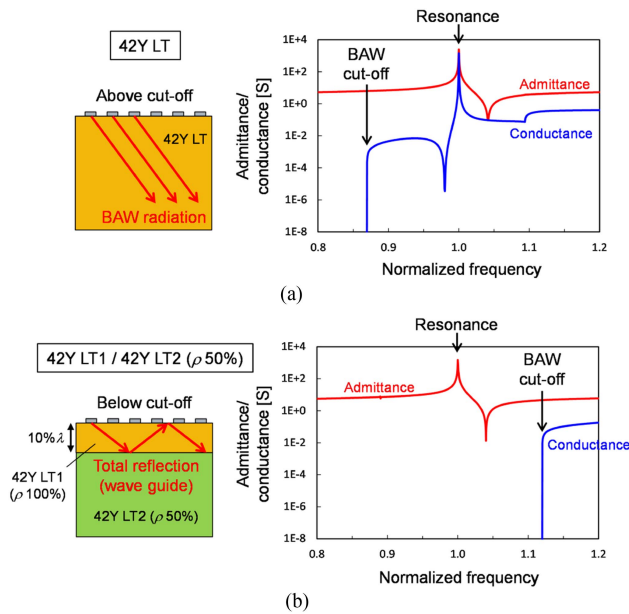 (a)
42Y LT
Above cut-off
42Y LT
BAW radiation
Resonance
BAW
cut-off
Admittance
Conductance
Admittance/
conductance [S]
1E+4
1E+2
1E+0
1E-2
1E-4
1E-6
1E-8
0.8
0.9
1.0
1.1
1.2
Normalized frequency
(a)
42Y LT1 / 42Y LT2 (ρ 50%)
Below cut-off
10%λ
42Y LT1
(ρ 100%)
Total reflection
(wave guide)
42Y LT2 (ρ 50%)
Resonance
BAW
cut-off
Admittance
Conductance
Admittance/
conductance [S]
1E+4
1E+2
1E+0
1E-2
1E-4
1E-6
1E-8
0.8
0.9
1.0
1.1
1.2
Normalized frequency
(b)